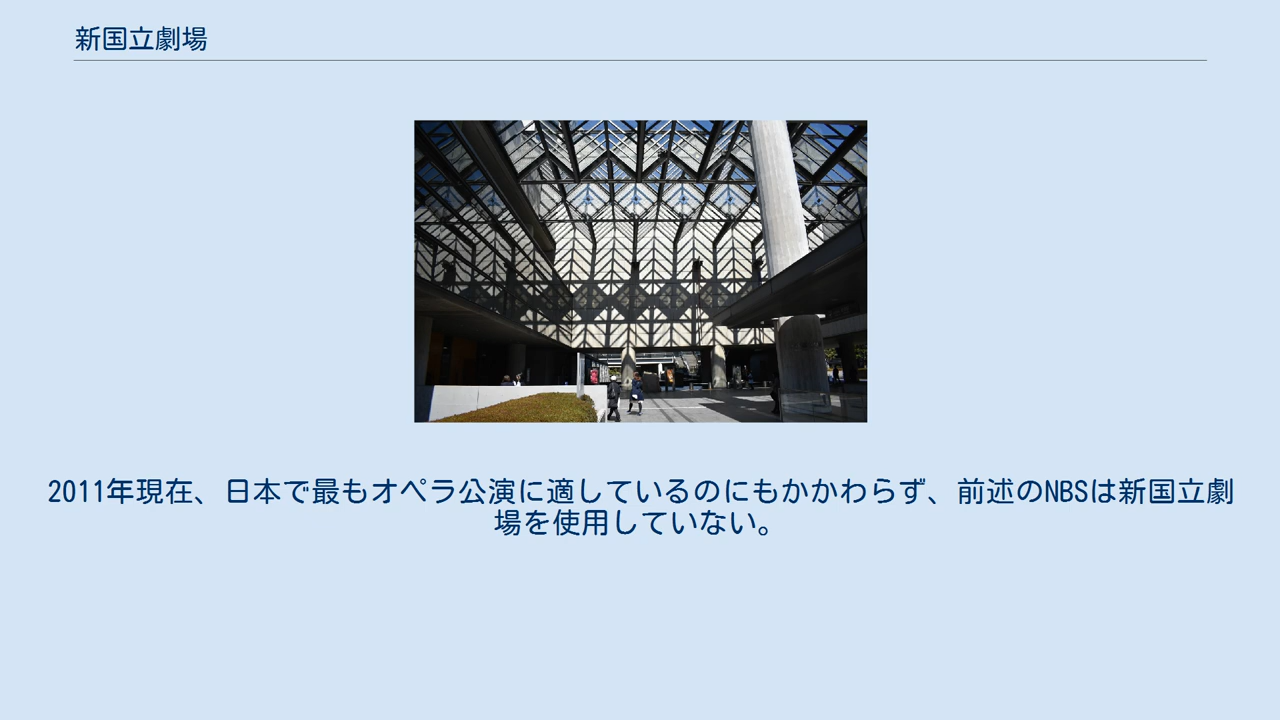 新国立劇場
2011年現在、日本で最もオペラ公演に適しているのにもかかわらず、前述のNBSは新国立劇
場を使用していない。